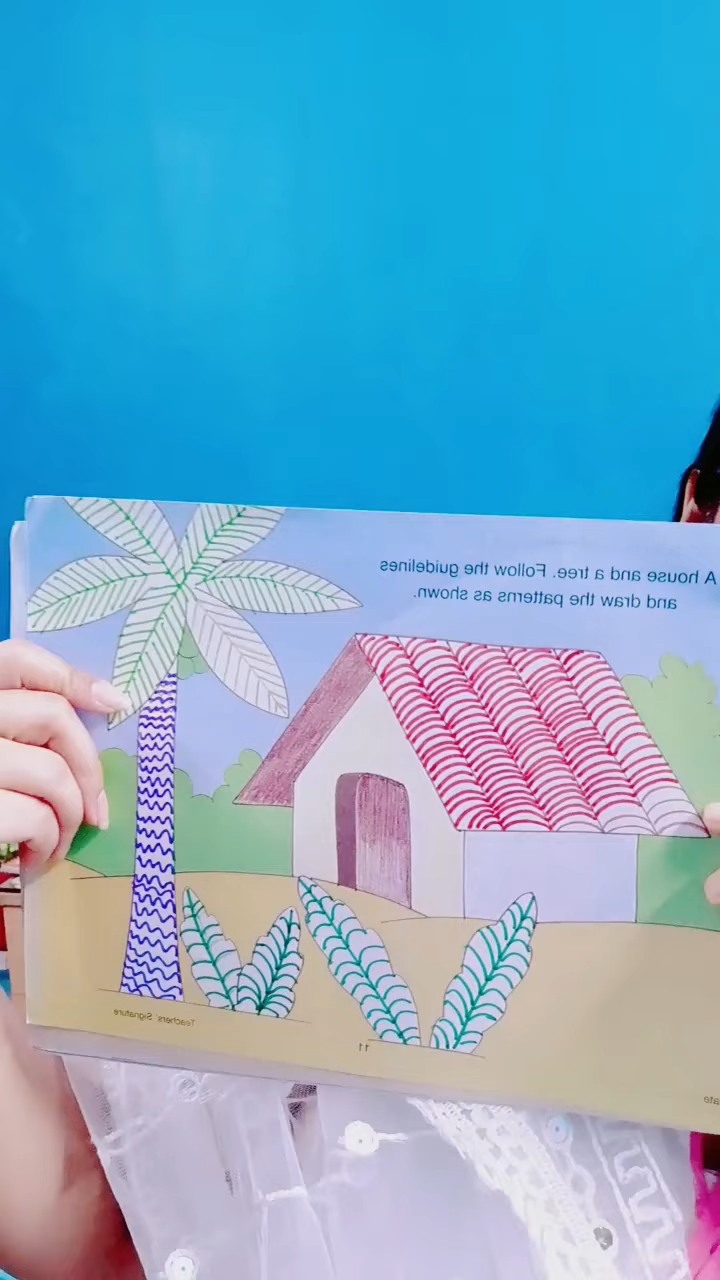 A house and a tree. Follow the guidelines
and draw the patterns as shown.
Teachers' Signature
11